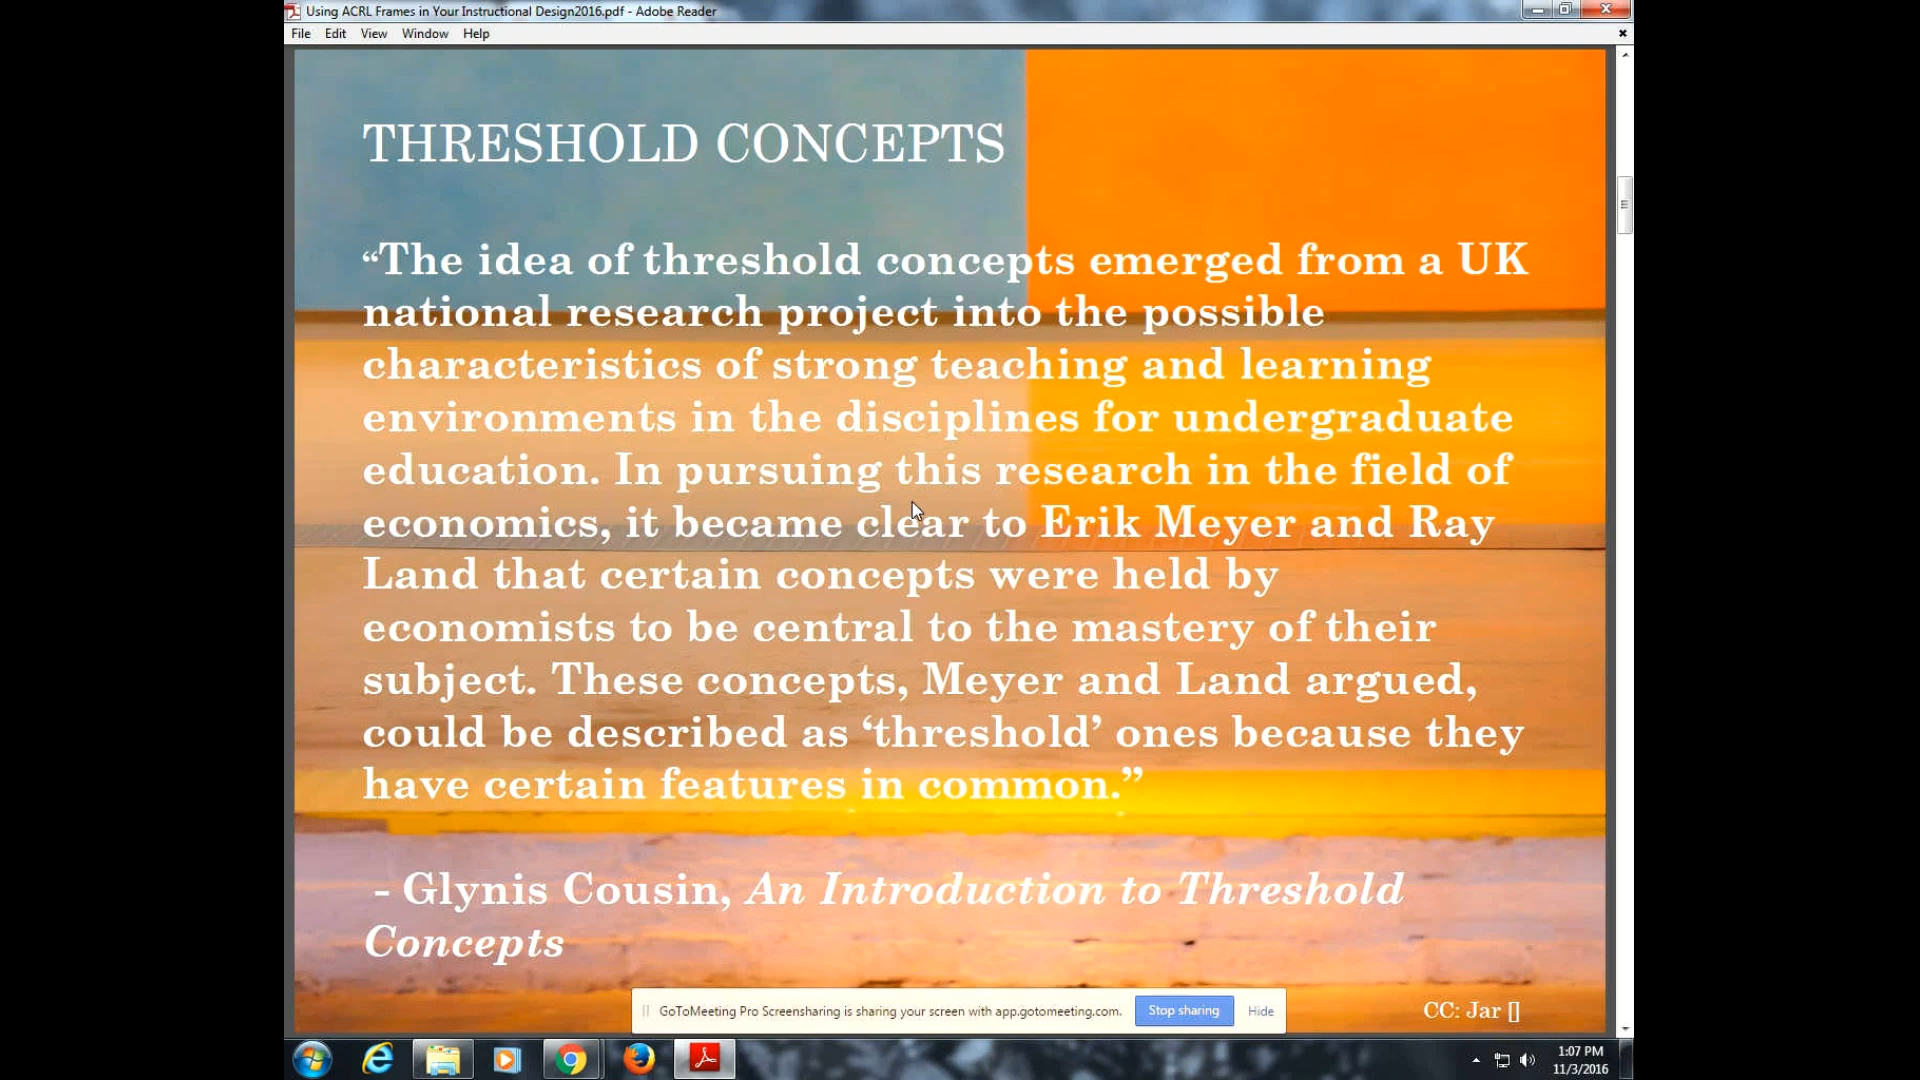 Using ACRL Frames in Your Instructional Design2016.pdf - Adobe Reader
File Edit View Window Help
THRESHOLD CONCEPTS
“The idea of threshold concepts emerged from a UK
national research project into the possible
characteristics of strong teaching and learning
environments in the disciplines for undergraduate
education. In pursuing this research in the field of
economics, it became clear to Erik Meyer and Ray
Land that certain concepts were held by
economists to be central to the mastery of their
subject. These concepts, Meyer and Land argued,
could be described as ‘threshold’ ones because they
have certain features in common.”
- Glynis Cousin, An Introduction to Threshold
Concepts
CC: Jar []
GoToMeeting Pro Screensharing is sharing your screen with app.gotomeeting.com. Stop sharing Hide
1:07 PM
11/3/2016